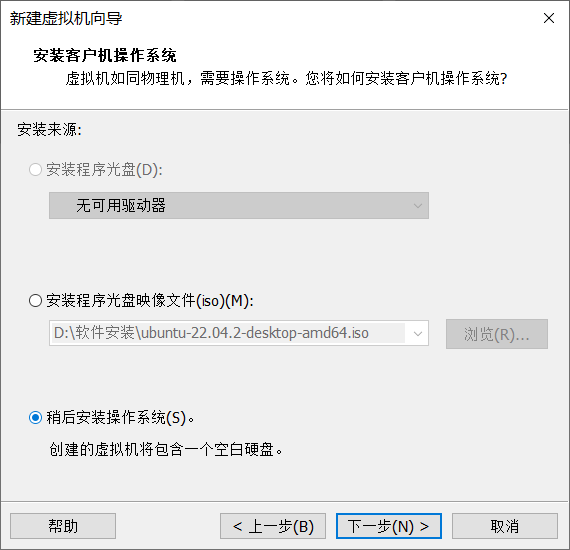 新建虚拟机向导
安装客户机操作系统
虚拟机如同物理机，需要操作系统。您将如何安装客户机操作系统?
安装来源:
安装程序光盘(D):
无可用驱动器
安装程序光盘映像文件(iso)(M):
D:\软件安装\ubuntu-22.04.2-desktop-amd64.iso
浏览(R)...
稍后安装操作系统(S)。
创建的虚拟机将包含一个空白硬盘。
帮助
< 上一步(B)
下一步(N) >
取消